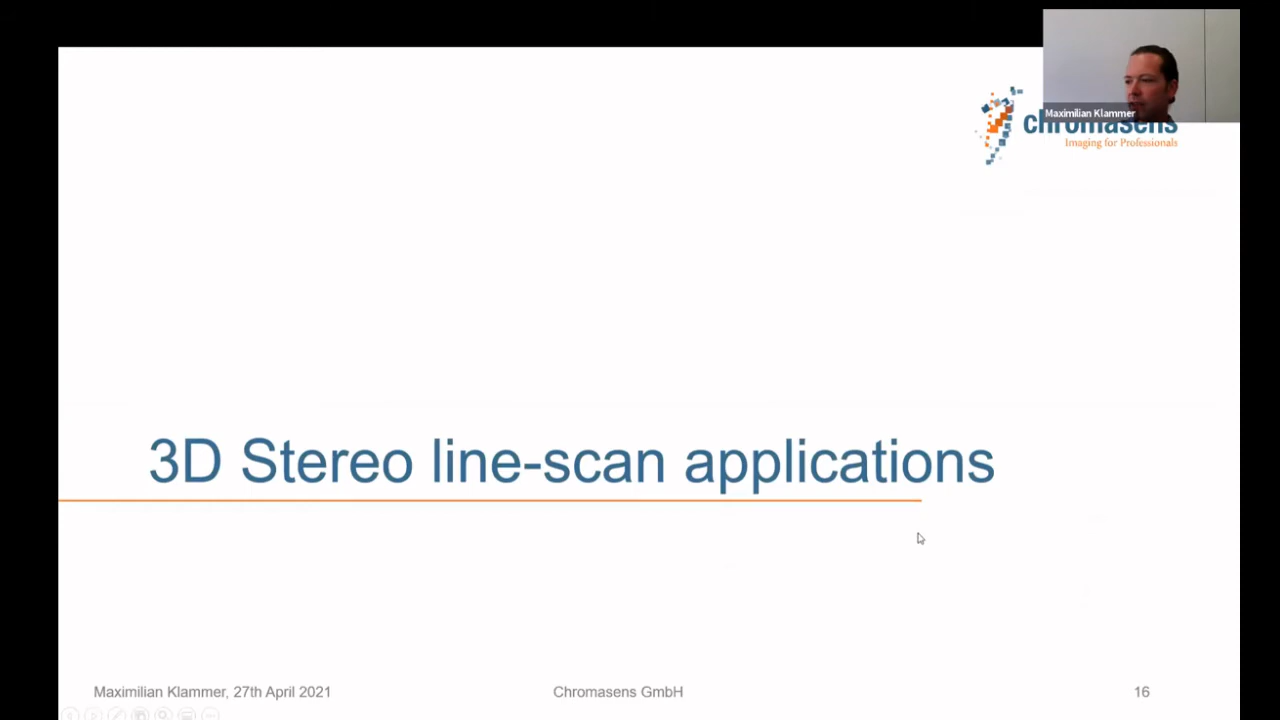 Maximilian Klammer
chromasens
Imaging for Professionals
3D Stereo line-scan applications
Maximilian Klammer, 27th April 2021
Chromasens GmbH
16